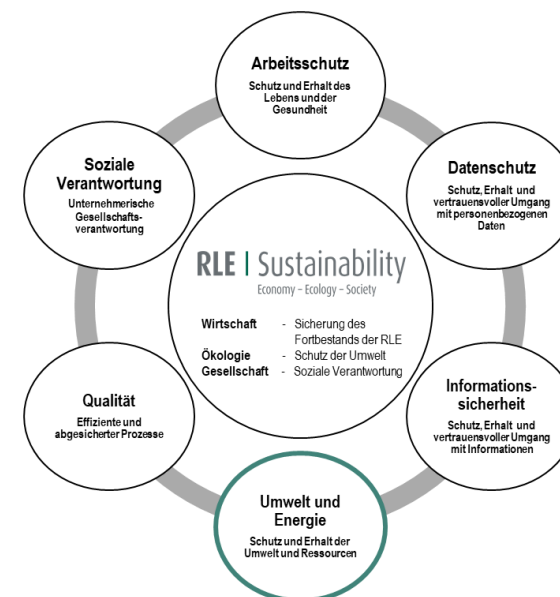 Arbeitsschutz
Schutz und Erhalt des
Lebens und der
Gesundheit
Soziale
Verantwortung
Unternehmerische
Gesellschafts-
verantwortung
Datenschutz
Schutz, Erhalt und
vertrauensvoller Umgang
mit personenbezogenen
Daten
RLE | Sustainability
Economy – Ecology – Society
Wirtschaft - Sicherung des
Fortbestands der RLE
Ökologie - Schutz der Umwelt
Gesellschaft - Soziale Verantwortung
Qualität
Effiziente und
abgesicherter Prozesse
Informations-
sicherheit
Schutz, Erhalt und
vertrauensvoller Umgang
mit Informationen
Umwelt und
Energie
Schutz und Erhalt der
Umwelt und Ressourcen